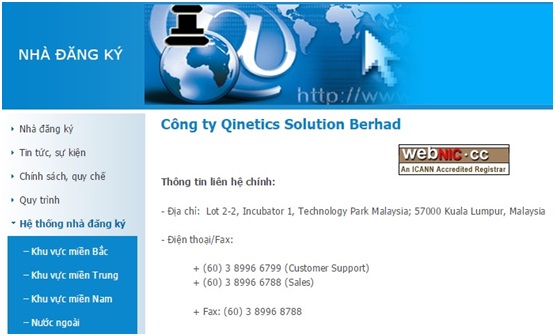 NHÀ ĐĂNG KÝ
http://www
Nhà đăng ký
Tin tức, sự kiện
Chính sách, quy chế
Quy trình
Hệ thống nhà đăng ký
– Khu vực miền Bắc
– Khu vực miền Trung
– Khu vực miền Nam
– Nước ngoài
Công ty Qinetics Solution Berhad
webNIC.cc
An ICANN Accredited Registrar
Thông tin liên hệ chính:
- Địa chỉ: Lot 2-2, Incubator 1, Technology Park Malaysia; 57000 Kuala Lumpur, Malaysia
- Điện thoại/Fax:
+ (60) 3 8996 6799 (Customer Support)
+ (60) 3 8996 6788 (Sales)
+ Fax: (60) 3 8996 8788